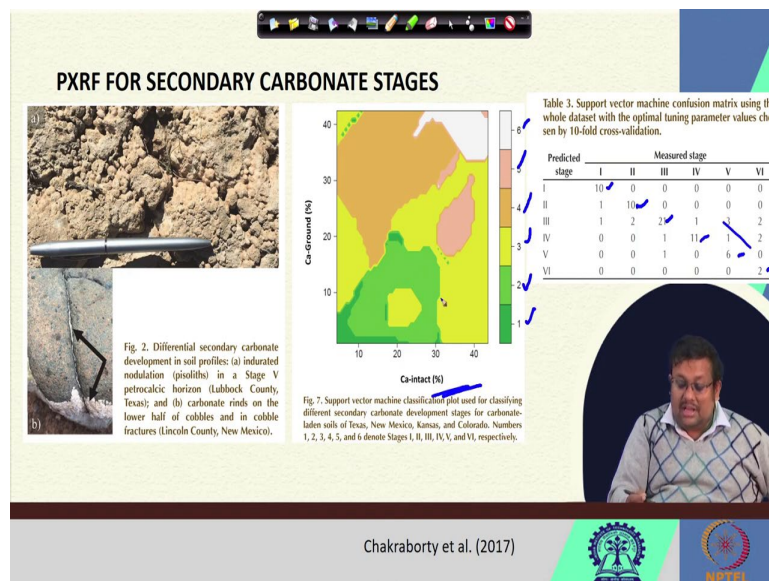 PXRF FOR SECONDARY CARBONATE STAGES
a)
b)
Fig. 2. Differential secondary carbonate
development in soil profiles: (a) indurated
nodulation (pisoliths) in a Stage V
petrocalcic horizon (Lubbock County,
Texas); and (b) carbonate rinds on the
lower half of cobbles and in cobble
fractures (Lincoln County, New Mexico).
Ca-Ground (%)
40
30
20
10
10 20 30 40
Ca-intact (%)
6
5
4
3
2
1
Fig. 7. Support vector machine classification plot used for classifying
different secondary carbonate development stages for carbonate-
laden soils of Texas, New Mexico, Kansas, and Colorado. Numbers
1, 2, 3, 4, 5, and 6 denote Stages I, II, III, IV, V, and VI, respectively.
Table 3. Support vector machine confusion matrix using th
whole dataset with the optimal tuning parameter values cho
sen by 10-fold cross-validation.
Predicted stage Measured stage
I II III IV V VI
I 10 0 0 0 0 0
II 1 10 0 0 0 0
III 1 2 21 1 3 2
IV 0 0 1 11 1 2
V 0 0 1 0 6 0
VI 0 0 0 0 0 2
Chakraborty et al. (2017)
NPTEL